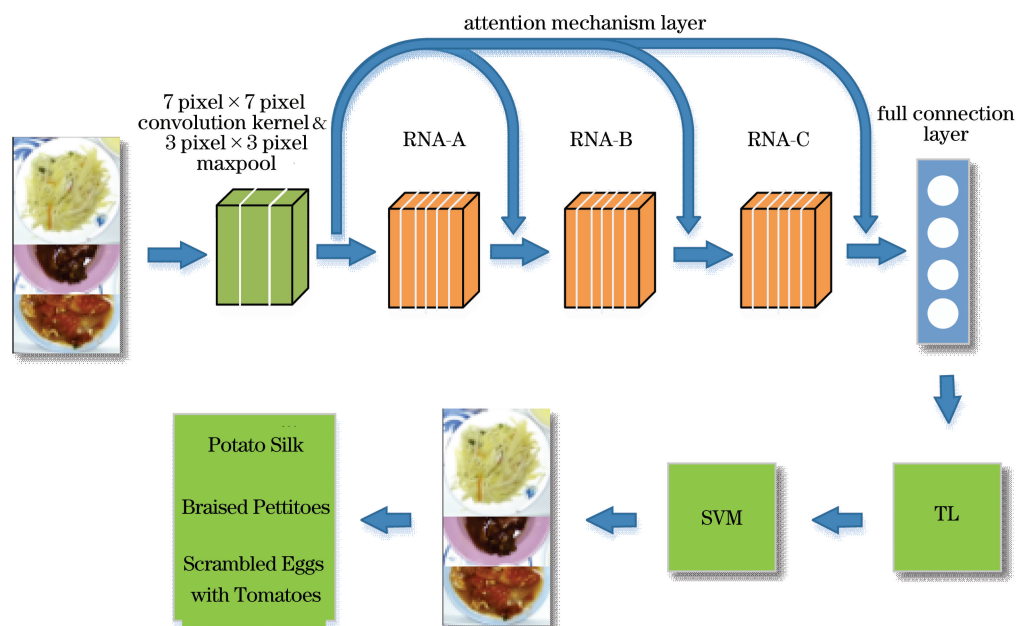 attention mechanism layer
7 pixel × 7 pixel
convolution kernel &
3 pixel × 3 pixel
maxpool
RNA-A
RNA-B
RNA-C
full connection
layer
...
Potato Silk
Braised Pettitoes
Scrambled Eggs
with Tomatoes
SVM
TL